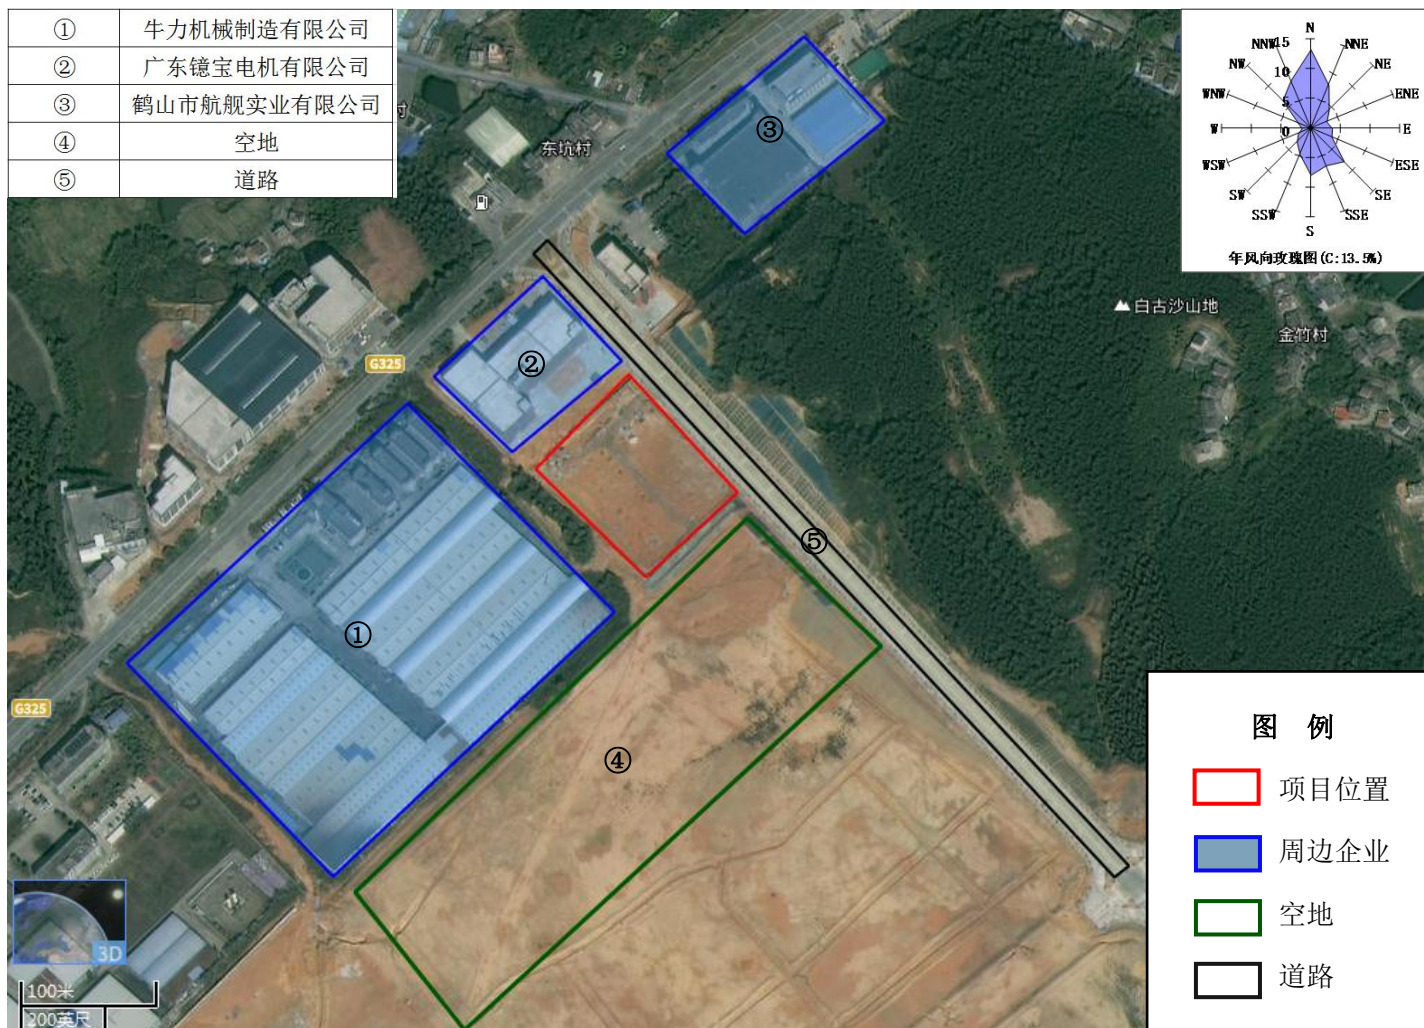 ① 牛力机械制造有限公司
② 广东镱宝电机有限公司
③ 鹤山市航舰实业有限公司
④ 空地
⑤ 道路
N
NNE
NE
ENE
E
ESE
SE
SSE
S
SSW
SW
WSW
W
WNW
NW
NNW
15
10
5
0
年风向玫瑰图(C:13.5%)
村
东坑村
③
白古沙山地
金竹村
G325
②
⑤
①
G325
④
3D
100米
200英尺
图 例
项目位置
周边企业
空地
道路